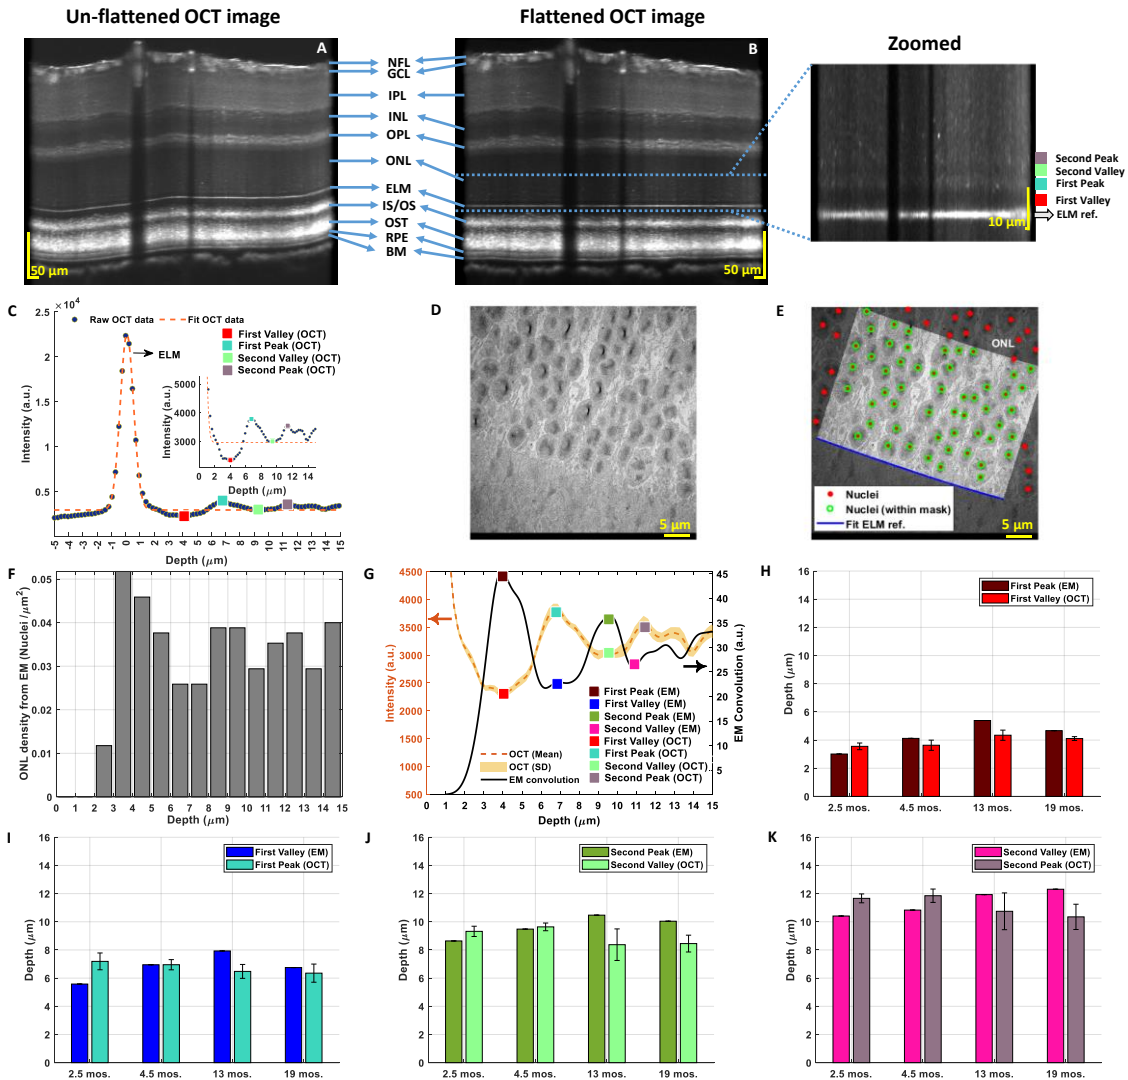 Un-flattened OCT image
Flattened OCT image
Zoomed
A
B
NFL
GCL
IPL
INL
OPL
ONL
ELM
IS/OS
OST
RPE
BM
50 μm
50 μm
Second Peak
Second Valley
First Peak
First Valley
ELM ref.
10 μm
C
×10⁴
Raw OCT data
Fit OCT data
First Valley (OCT)
First Peak (OCT)
Second Valley (OCT)
Second Peak (OCT)
ELM
2.5
2
1.5
1
0.5
0
Intensity (a.u.)
-5 -4 -3 -2 -1 0 1 2 3 4 5 6 7 8 9 10 11 12 13 14 15
Depth (μm)
5000
4000
3000
Intensity (a.u.)
0 2 4 6 8 10 12 14
Depth (μm)
D
5 μm
E
ONL
Nuclei
Nuclei (within mask)
Fit ELM ref.
5 μm
F
0.05
0.04
0.03
0.02
0.01
0
ONL density from EM (Nuclei /μm²)
0 1 2 3 4 5 6 7 8 9 10 11 12 13 14 15
Depth (μm)
G
4500
4000
3500
3000
2500
2000
1500
1000
500
Intensity (a.u.)
45
40
35
30
25
20
15
10
5
0
EM Convolution (a.u.)
First Peak (EM)
First Valley (EM)
Second Peak (EM)
Second Valley (EM)
First Valley (OCT)
First Peak (OCT)
Second Valley (OCT)
Second Peak (OCT)
OCT (Mean)
OCT (SD)
EM convolution
0 1 2 3 4 5 6 7 8 9 10 11 12 13 14 15
Depth (μm)
H
16
14
12
10
8
6
4
2
0
Depth (μm)
First Peak (EM)
First Valley (OCT)
2.5 mos. 4.5 mos. 13 mos. 19 mos.
I
16
14
12
10
8
6
4
2
0
Depth (μm)
First Valley (EM)
First Peak (OCT)
2.5 mos. 4.5 mos. 13 mos. 19 mos.
J
16
14
12
10
8
6
4
2
0
Depth (μm)
Second Peak (EM)
Second Valley (OCT)
2.5 mos. 4.5 mos. 13 mos. 19 mos.
K
16
14
12
10
8
6
4
2
0
Depth (μm)
Second Valley (EM)
Second Peak (OCT)
2.5 mos. 4.5 mos. 13 mos. 19 mos.